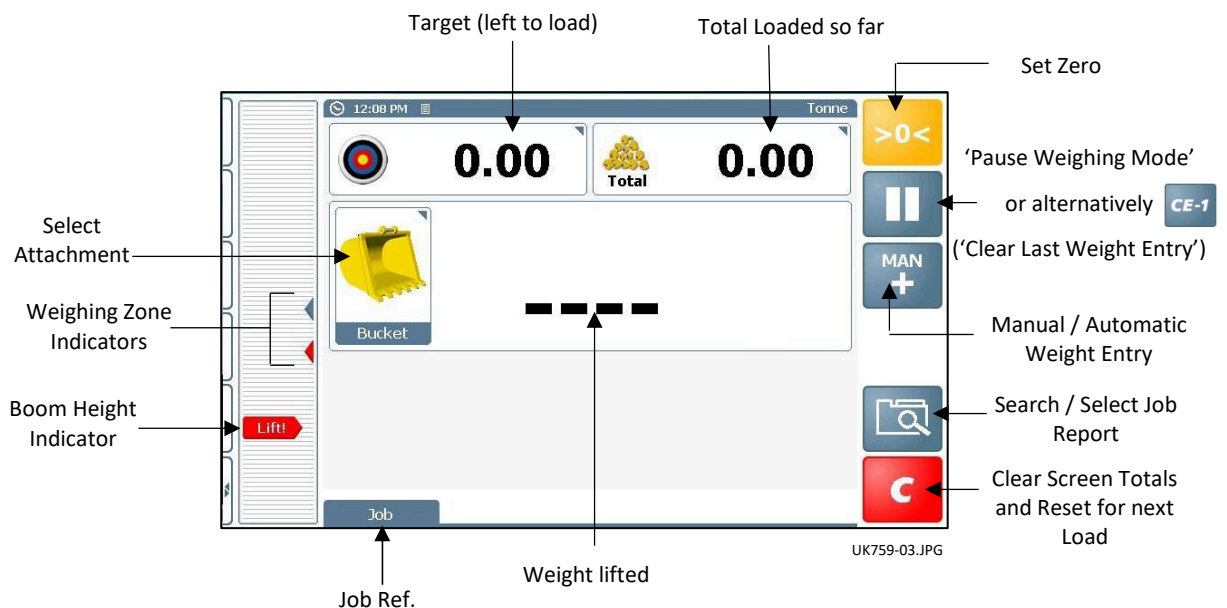 Target (left to load)
Total Loaded so far
Set Zero
12:08 PM
Tonne
>0<
0.00
Total
0.00
'Pause Weighing Mode'
or alternatively CE-1
('Clear Last Weight Entry')
Select
Attachment
MAN
+
Weighing Zone
Indicators
Bucket
Manual / Automatic
Weight Entry
Boom Height
Indicator
Lift!
Search / Select Job
Report
C
Clear Screen Totals
and Reset for next
Load
Job
UK759-03.JPG
Weight lifted
Job Ref.